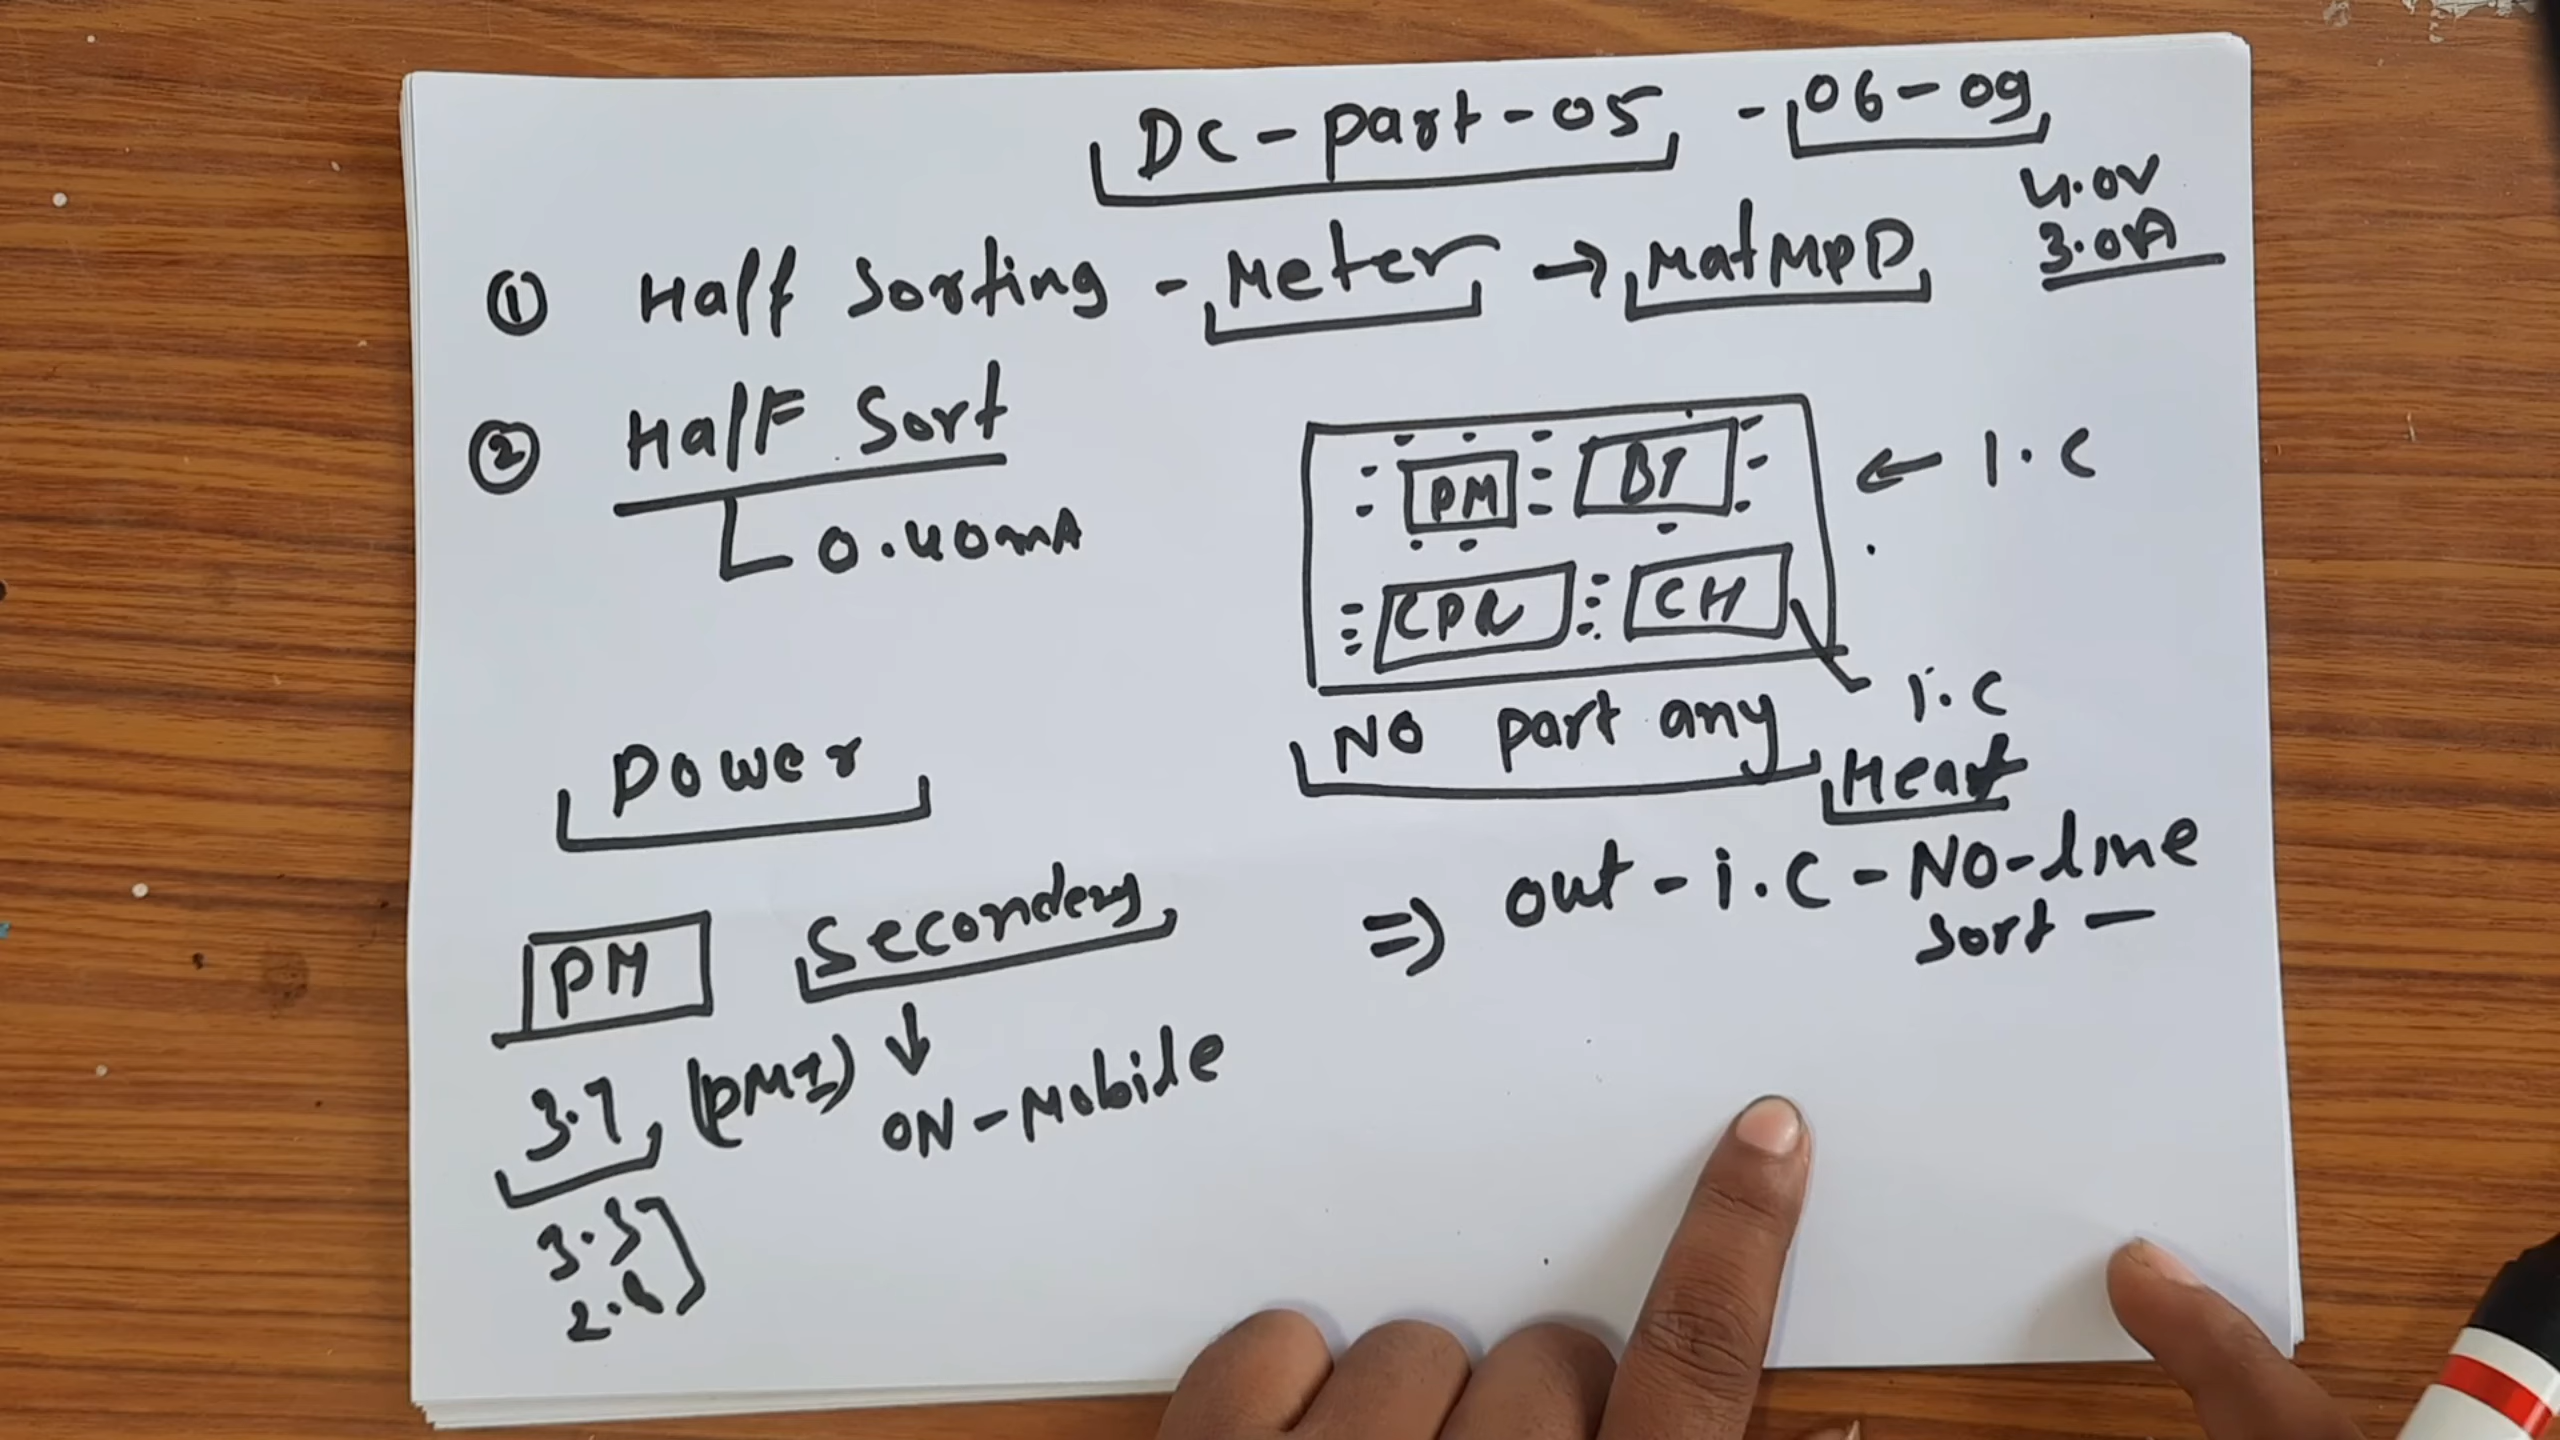 DC - part - 05 - 06 - 09
4.0V
3.0A
① Half Sorting - Meter → MatMPD
② Half Sort
0.40mA
PM BT
← I.C
CPU CH
i.C
NO part any
Heat
Power
⇒ out - i.C - NO - line
Sort -
PM Secondery
3.7 (PMI) ↓
ON - Mobile
3.3